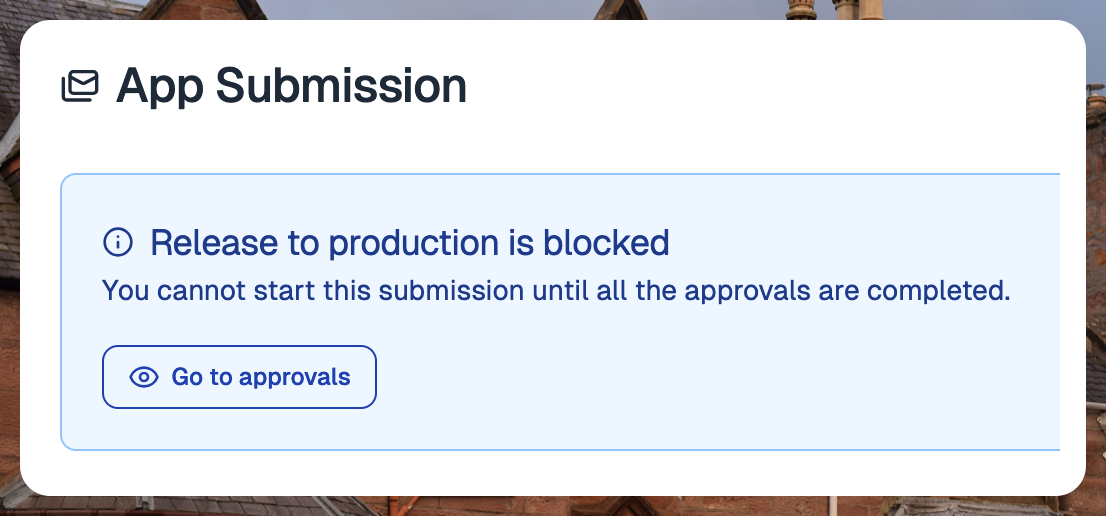 App Submission
Release to production is blocked
You cannot start this submission until all the approvals are completed.
Go to approvals